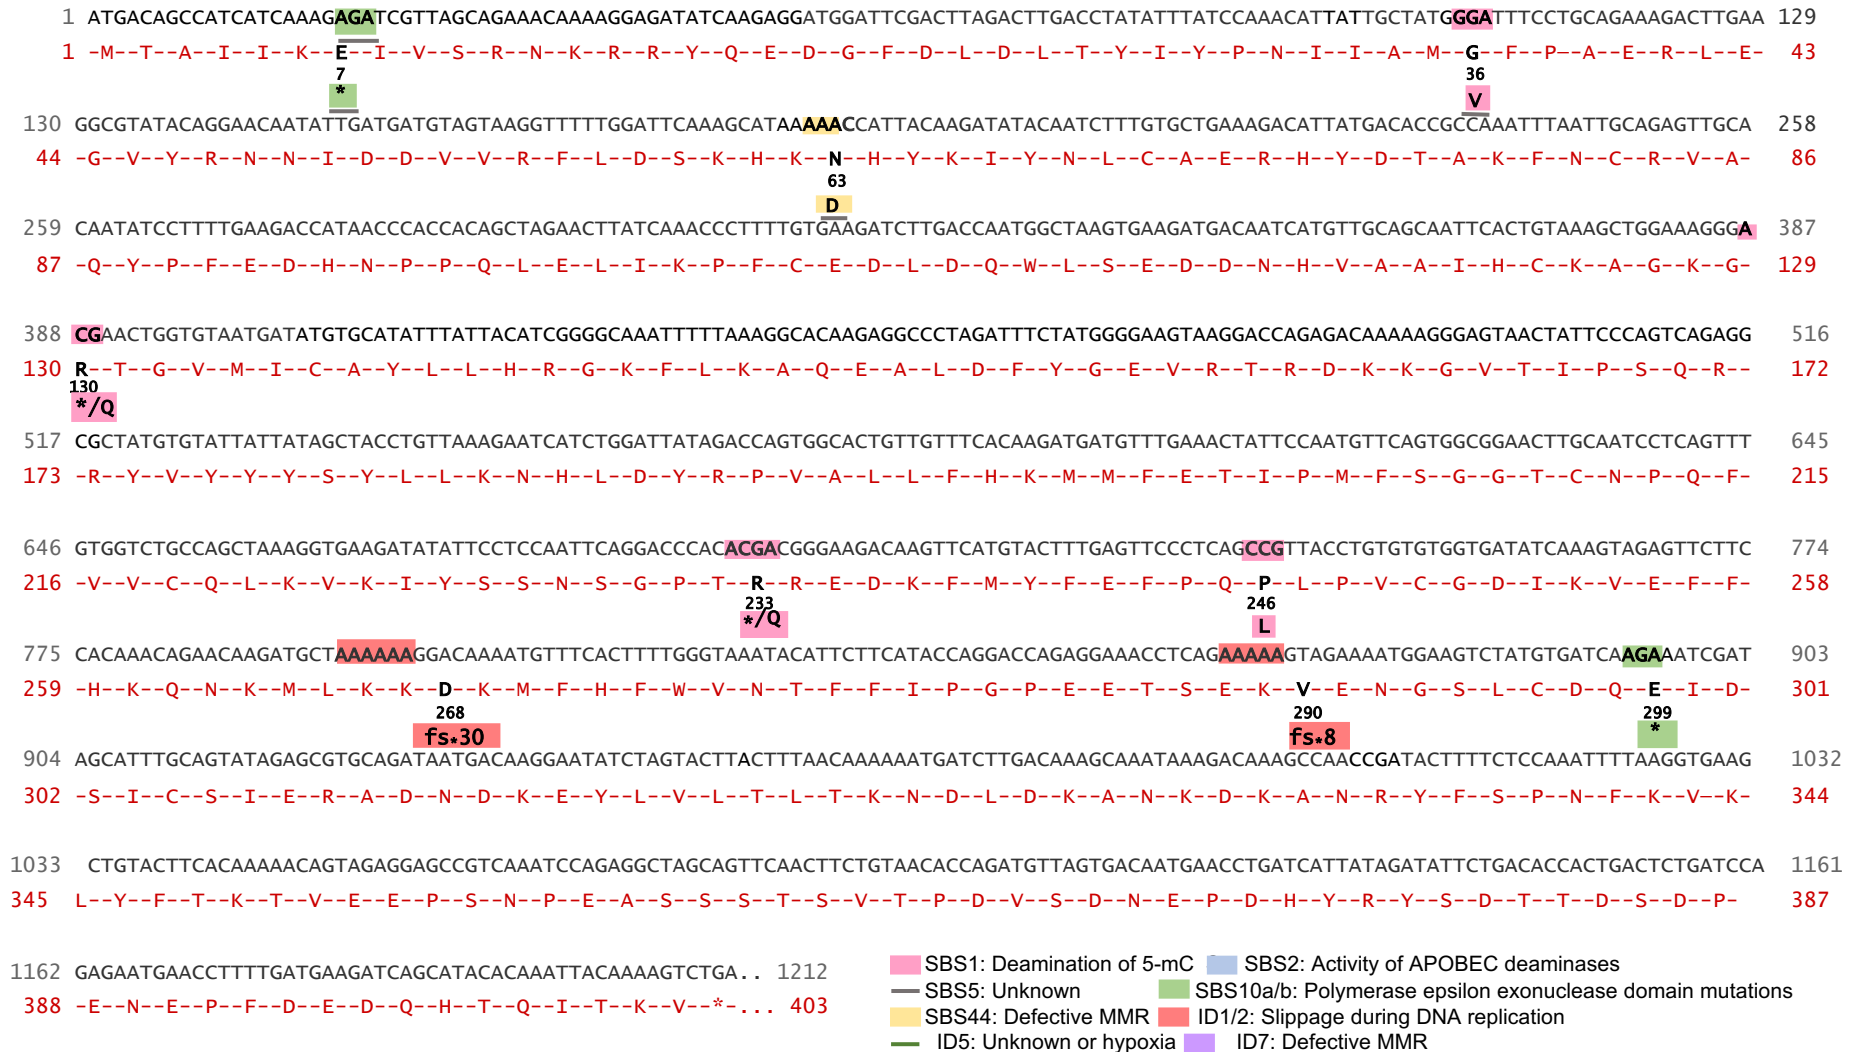 1 ATGACAGCCATCATCAAAGAGATCGTTAGCAGAAACAAAAGGAGATATCAAGAGGATGGATTCGACTTAGACTTGACCTATATTTATCCAAACATTATTGCTATGGGATTTCCTGCAGAAAGACTTGAA 129
1 -M--T--A--I--I--K--E--I--V--S--R--N--K--R--R--Y--Q--E--D--G--F--D--L--D--L--T--Y--I--Y--P--N--I--I--A--M--G--F--P--A--E--R--L--E- 43
7 36
* V
130 GGCGTATACAGGAACAATATTGATGATGTAGTAAGGTTTTTGGATTCAAAGCATAAAAACCATTACAAGATATACAATCTTTGTGCTGAAAGACATTATGACACCGCCAAATTTAATTGCAGAGTTGCA 258
44 -G--V--Y--R--N--N--I--D--D--V--V--R--F--L--D--S--K--H--K--N--H--Y--K--I--Y--N--L--C--A--E--R--H--Y--D--T--A--K--F--N--C--R--V--A- 86
63
D
259 CAATATCCTTTTGAAGACCATAACCCACCACAGCTAGAACTTATCAAACCCTTTTGTGAAGATCTTGACCAATGGCTAAGTGAAGATGACAATCATGTTGCAGCAATTCACTGTAAAGCTGGAAAGGGA 387
87 -Q--Y--P--F--E--D--H--N--P--P--Q--L--E--L--I--K--P--F--C--E--D--L--D--Q--W--L--S--E--D--D--N--H--V--A--A--I--H--C--K--A--G--K--G- 129
388 CGAACTGGTGTAATGATATGTGCATATTTATTACATCGGGGCAAATTTTTAAAGGCACAAGAGGCCCTAGATTTCTATGGGGAAGTAAGGACCAGAGACAAAAAGGGAGTAACTATTCCCAGTCAGAGG 516
130 R--T--G--V--M--I--C--A--Y--L--L--H--R--G--K--F--L--K--A--Q--E--A--L--D--F--Y--G--E--V--R--T--R--D--K--K--G--V--T--I--P--S--Q--R-- 172
130
*/Q
517 CGCTATGTGTATTATTATAGCTACCTGTTAAAGAATCATCTGGATTATAGACCAGTGGCACTGTTGTTTCACAAGATGATGTTTGAAACTATTCCAATGTTCAGTGGCGGAACTTGCAATCCTCAGTTT 645
173 -R--Y--V--Y--Y--Y--S--Y--L--L--K--N--H--L--D--Y--R--P--V--A--L--L--F--H--K--M--M--F--E--T--I--P--M--F--S--G--G--T--C--N--P--Q--F- 215
646 GTGGTCTGCCAGCTAAAGGTGAAGATATATTCCTCCAATTCAGGACCCACACGACGGGAAGACAAGTTCATGTACTTTGAGTTCCCTCAGCCGTTACCTGTGTGTGGTGATATCAAAGTAGAGTTCTTC 774
216 -V--V--C--Q--L--K--V--K--I--Y--S--S--N--S--G--P--T--R--R--E--D--K--F--M--Y--F--E--F--P--Q--P--L--P--V--C--G--D--I--K--V--E--F--F- 258
233 246
*/Q L
775 CACAAACAGAACAAGATGCTAAAAAAGGACAAAATGTTTCACTTTTGGGTAAATACATTCTTCATACCAGGACCAGAGGAAACCTCAGAAAAAGTAGAAAATGGAAGTCTATGTGATCAAGAAATCGAT 903
259 -H--K--Q--N--K--M--L--K--K--D--K--M--F--H--F--W--V--N--T--F--F--I--P--G--P--E--E--T--S--E--K--V--E--N--G--S--L--C--D--Q--E--I--D- 301
268 290 299
fs*30 fs*8 *
904 AGCATTTGCAGTATAGAGCGTGCAGATAATGACAAGGAATATCTAGTACTTACTTTAACAAAAAATGATCTTGACAAAGCAAATAAAGACAAAGCCAACCGATACTTTTCTCCAAATTTTAAGGTGAAG 1032
302 -S--I--C--S--I--E--R--A--D--N--D--K--E--Y--L--V--L--T--L--T--K--N--D--L--D--K--A--N--K--D--K--A--N--R--Y--F--S--P--N--F--K--V--K- 344
1033 CTGTACTTCACAAAAACAGTAGAGGAGCCGTCAAATCCAGAGGCTAGCAGTTCAACTTCTGTAACACCAGATGTTAGTGACAATGAACCTGATCATTATAGATATTCTGACACCACTGACTCTGATCCA 1161
345 L--Y--F--T--K--T--V--E--E--P--S--N--P--E--A--S--S--S--T--S--V--T--P--D--V--S--D--N--E--P--D--H--Y--R--Y--S--D--T--T--D--S--D--P- 387
1162 GAGAATGAACCTTTTGATGAAGATCAGCATACACAAATTACAAAAGTCTGA.. 1212
388 -E--N--E--P--F--D--E--D--Q--H--T--Q--I--T--K--V--*-... 403
SBS1: Deamination of 5-mC SBS2: Activity of APOBEC deaminases
SBS5: Unknown SBS10a/b: Polymerase epsilon exonuclease domain mutations
SBS44: Defective MMR ID1/2: Slippage during DNA replication
ID5: Unknown or hypoxia ID7: Defective MMR